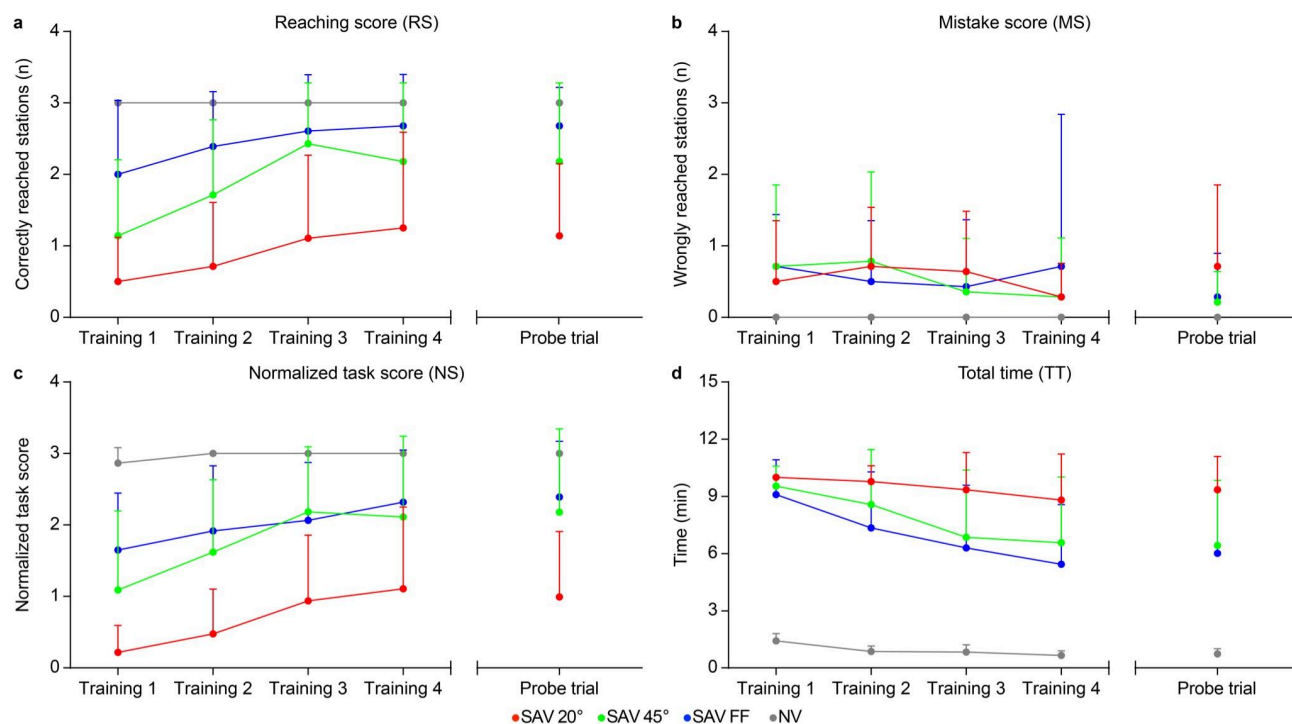 a Reaching score (RS)
Correctly reached stations (n)
4
3
2
1
0
Training 1 Training 2 Training 3 Training 4 Probe trial
b Mistake score (MS)
Wrongly reached stations (n)
4
3
2
1
0
Training 1 Training 2 Training 3 Training 4 Probe trial
c Normalized task score (NS)
Normalized task score
4
3
2
1
0
Training 1 Training 2 Training 3 Training 4 Probe trial
d Total time (TT)
Time (min)
15
12
9
6
3
0
Training 1 Training 2 Training 3 Training 4 Probe trial
SAV 20° SAV 45° SAV FF NV